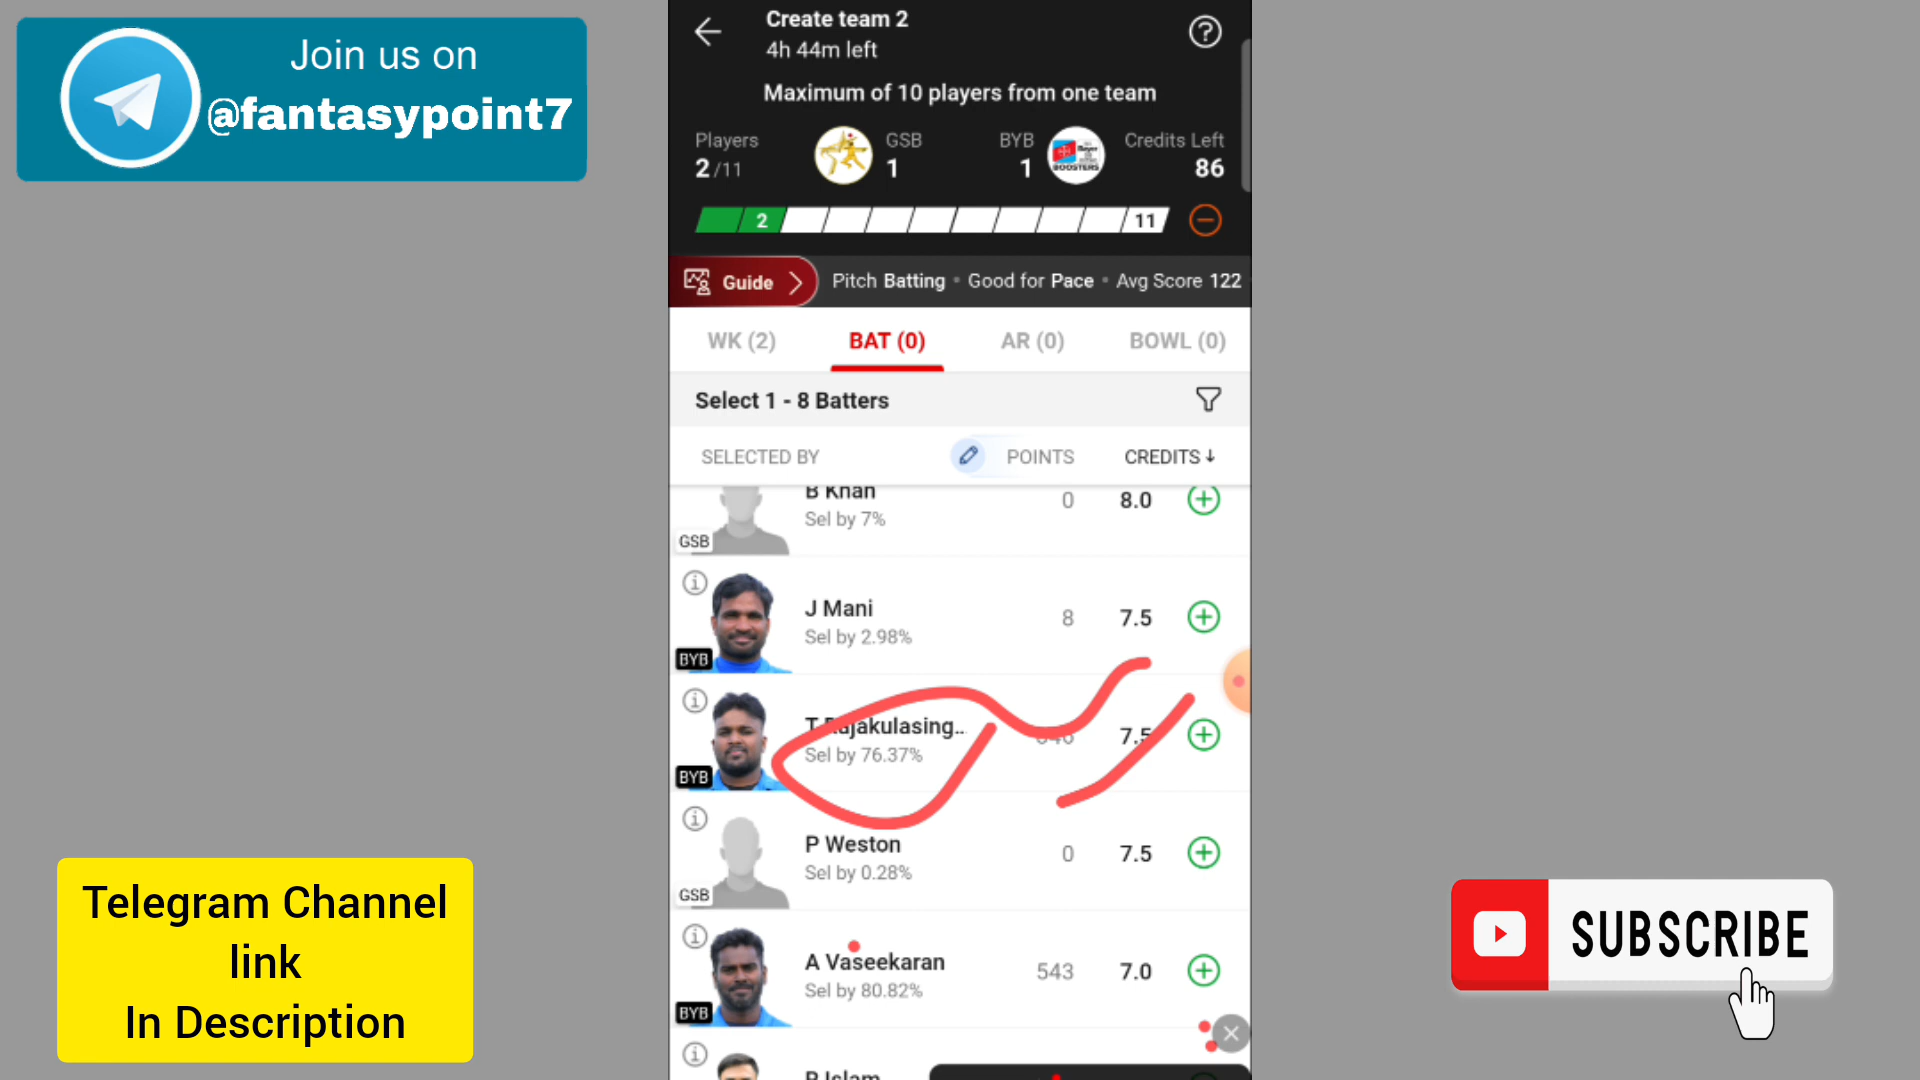 Join us on
@fantasypoint7
Create team 2
4h 44m left
Maximum of 10 players from one team
Players
2 /11
GSB
1
BYB
1
BOOSTERS
Credits Left
86
2
11
Guide
Pitch Batting • Good for Pace • Avg Score 122
WK (2)
BAT (0)
AR (0)
BOWL (0)
Select 1 - 8 Batters
SELECTED BY
POINTS
CREDITS ↓
B Khan
Sel by 7%
0
8.0
GSB
J Mani
Sel by 2.98%
8
7.5
BYB
T Rajakulasing..
Sel by 76.37%
7.5
BYB
P Weston
Sel by 0.28%
0
7.5
GSB
A Vaseekaran
Sel by 80.82%
543
7.0
BYB
Telegram Channel
link
In Description
SUBSCRIBE